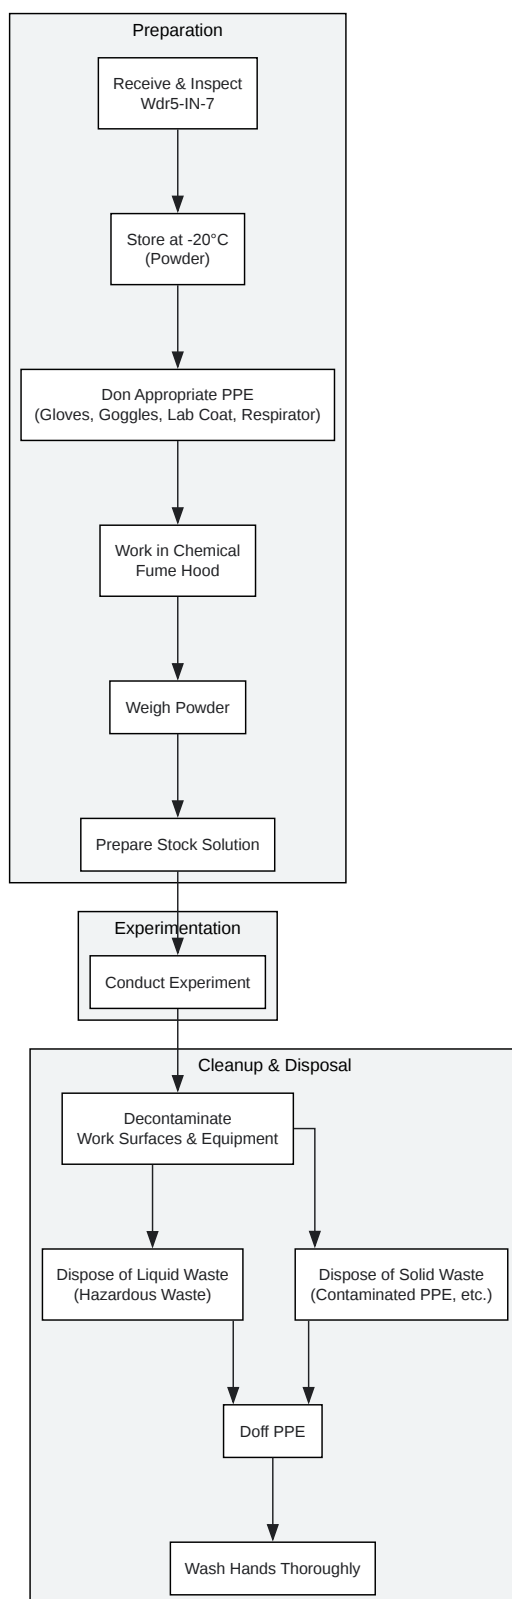 Preparation
Receive & Inspect
Wdr5-IN-7
Store at -20°C
(Powder)
Don Appropriate PPE
(Gloves, Goggles, Lab Coat, Respirator)
Work in Chemical
Fume Hood
Weigh Powder
Prepare Stock Solution
Experimentation
Conduct Experiment
Cleanup & Disposal
Decontaminate
Work Surfaces & Equipment
Dispose of Liquid Waste
(Hazardous Waste)
Dispose of Solid Waste
(Contaminated PPE, etc.)
Doff PPE
Wash Hands Thoroughly